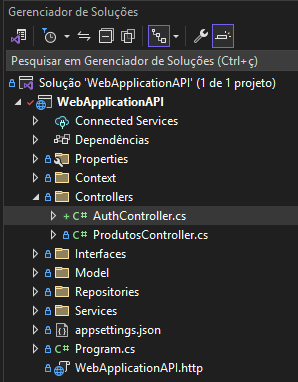 Gerenciador de Soluções
Pesquisar em Gerenciador de Soluções (Ctrl+ç)
Solução 'WebApplicationAPI' (1 de 1 projeto)
WebApplicationAPI
Connected Services
Dependências
Properties
Context
Controllers
+ C# AuthController.cs
C# ProdutosController.cs
Interfaces
Model
Repositories
Services
appsettings.json
C# Program.cs
WebApplicationAPI.http